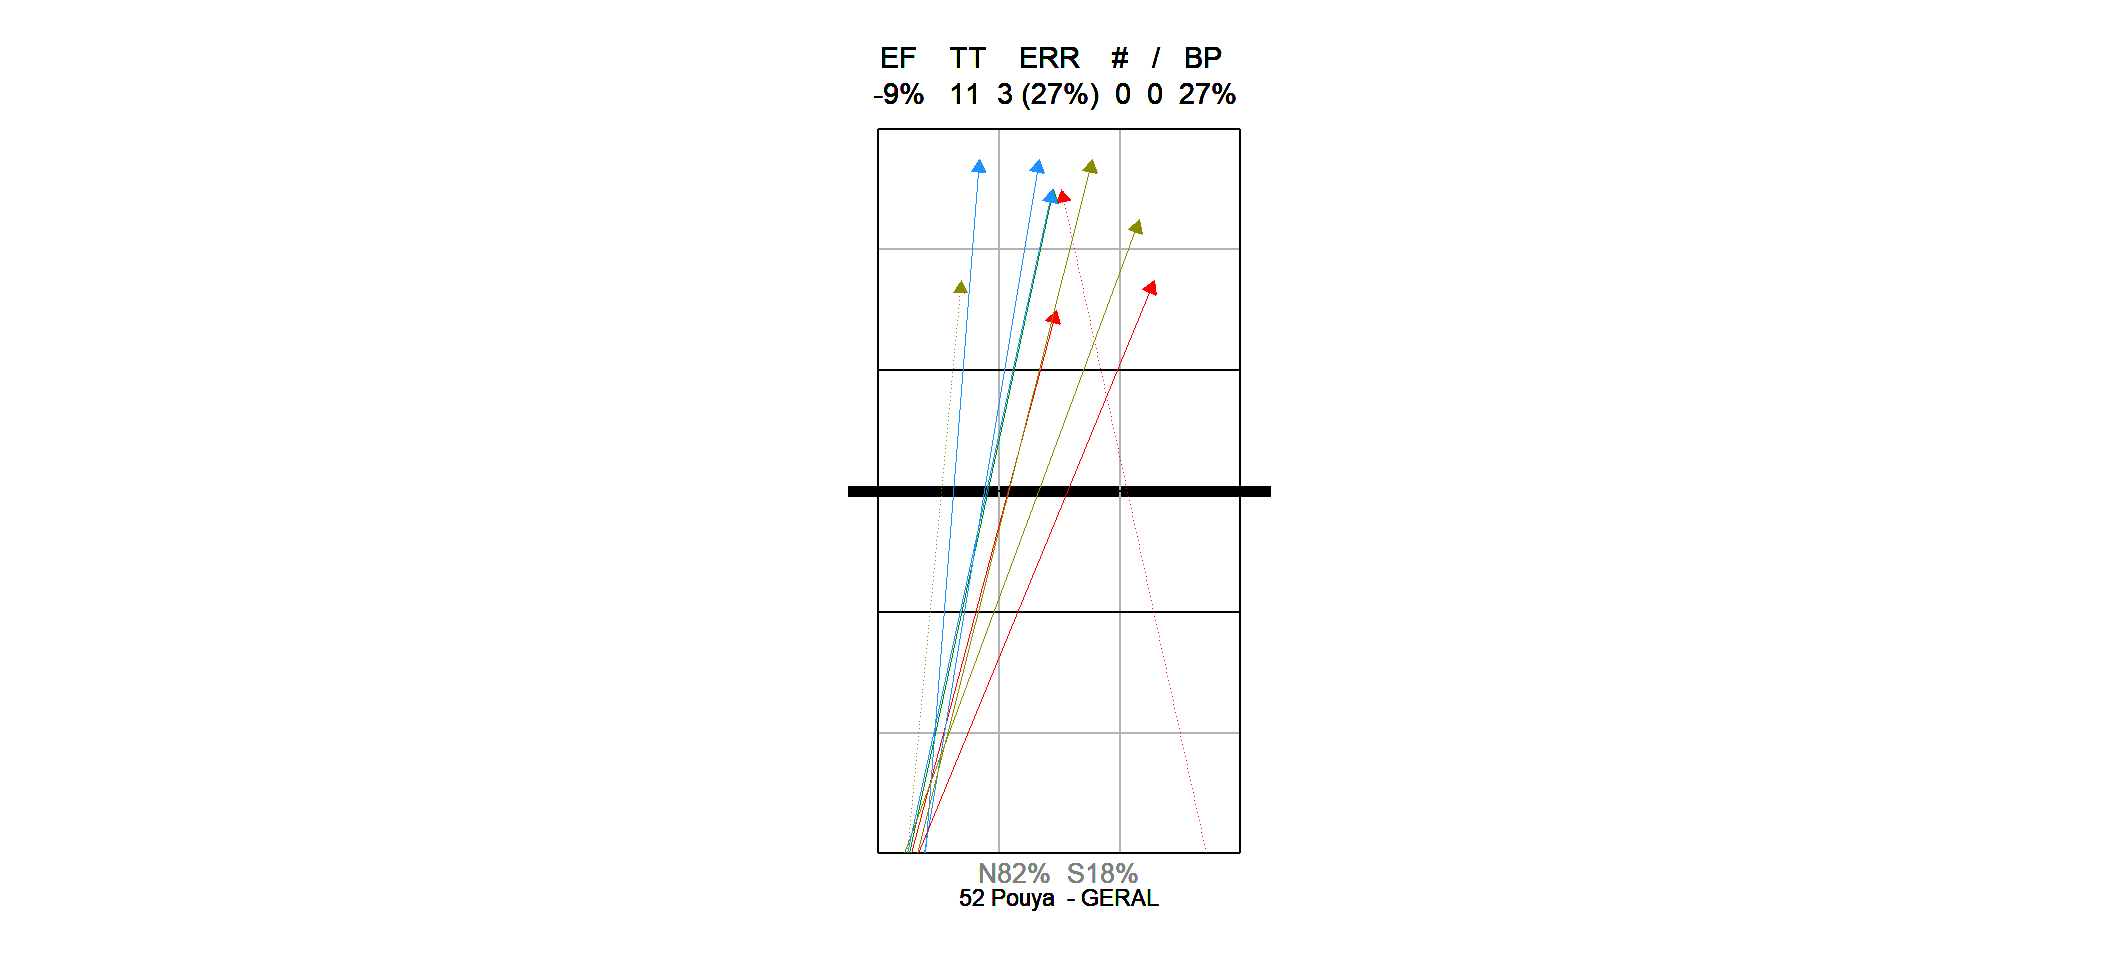 EF TT ERR # / BP
-9% 11 3 (27%) 0 0 27%
N82% S18%
52 Pouya - GERAL